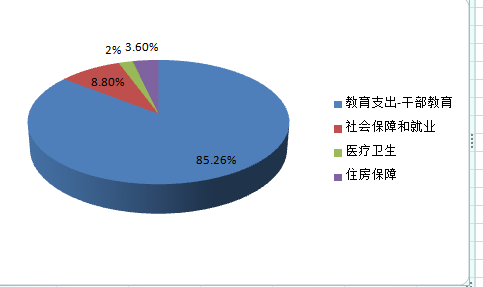 2%
3.60%
8.80%
85.26%
教育支出-干部教育
社会保障和就业
医疗卫生
住房保障